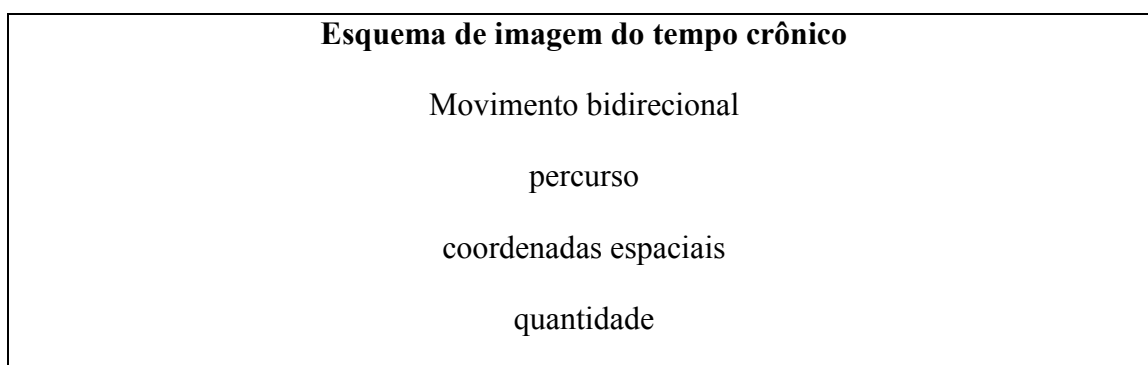 Esquema de imagem do tempo crônico
Movimento bidirecional
percurso
coordenadas espaciais
quantidade